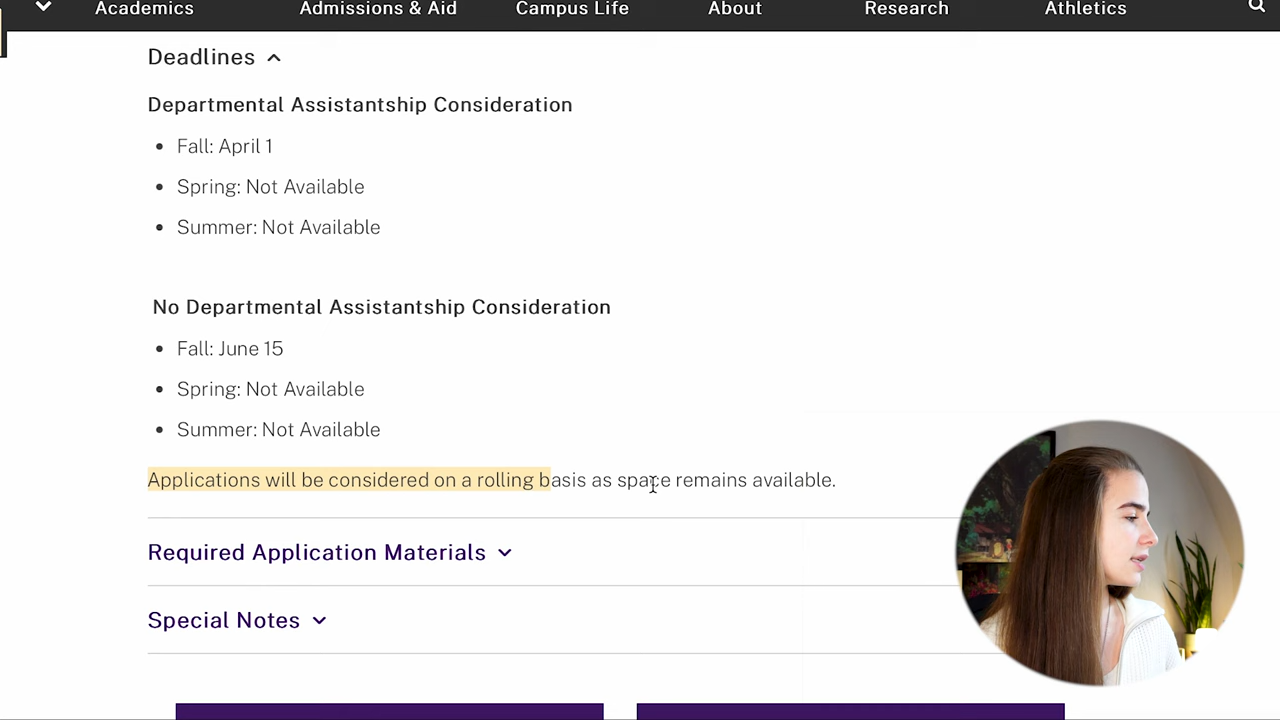 Academics Admissions & Aid Campus Life About Research Athletics
Deadlines
Departmental Assistantship Consideration
• Fall: April 1
• Spring: Not Available
• Summer: Not Available
No Departmental Assistantship Consideration
• Fall: June 15
• Spring: Not Available
• Summer: Not Available
Applications will be considered on a rolling basis as space remains available.
Required Application Materials
Special Notes